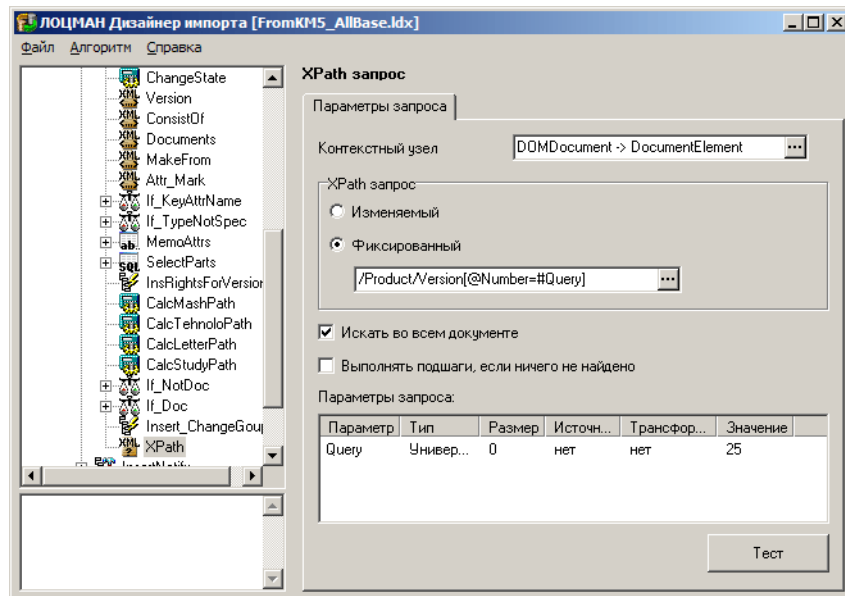 ЛОЦМАН Дизайнер импорта [FromKM5_AllBase.ldx]
Файл Алгоритм Справка
ChangeState
Version
ConsistOf
Documents
MakeFrom
Attr_Mark
If_KeyAttrName
If_TypeNotSpec
MemoAttrs
SelectParts
InsRightsForVersion
CalcMashPath
CalcTehnoloPath
CalcLetterPath
CalcStudyPath
If_NotDoc
If_Doc
Insert_ChangeGou
XPath
XPath запрос
Параметры запроса
Контекстный узел DOMDocument -> DocumentElement ...
XPath запрос
Изменяемый
Фиксированный
/Product/Version[@Number=#Query] ...
Искать во всем документе
Выполнять подшаги, если ничего не найдено
Параметры запроса:
Параметр Тип Размер Источн... Трансфор... Значение
Query Универ... 0 нет нет 25
Тест